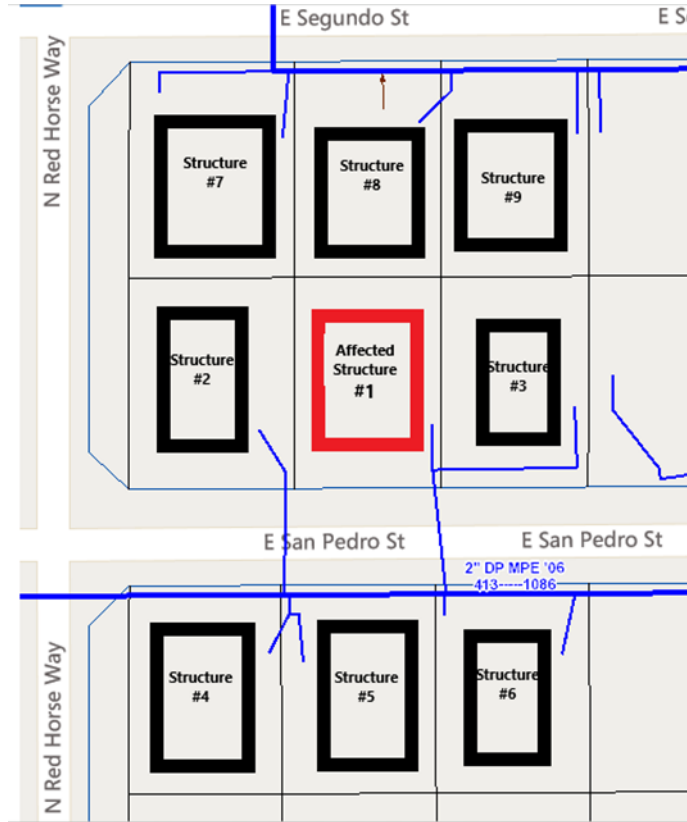 E Segundo St
E S
N Red Horse Way
Structure
#7
Structure
#8
Structure
#9
Structure
#2
Affected
Structure
#1
Structure
#3
E San Pedro St
E San Pedro St
2" DP MPE '06
413-----1086
N Red Horse Way
Structure
#4
Structure
#5
Structure
#6